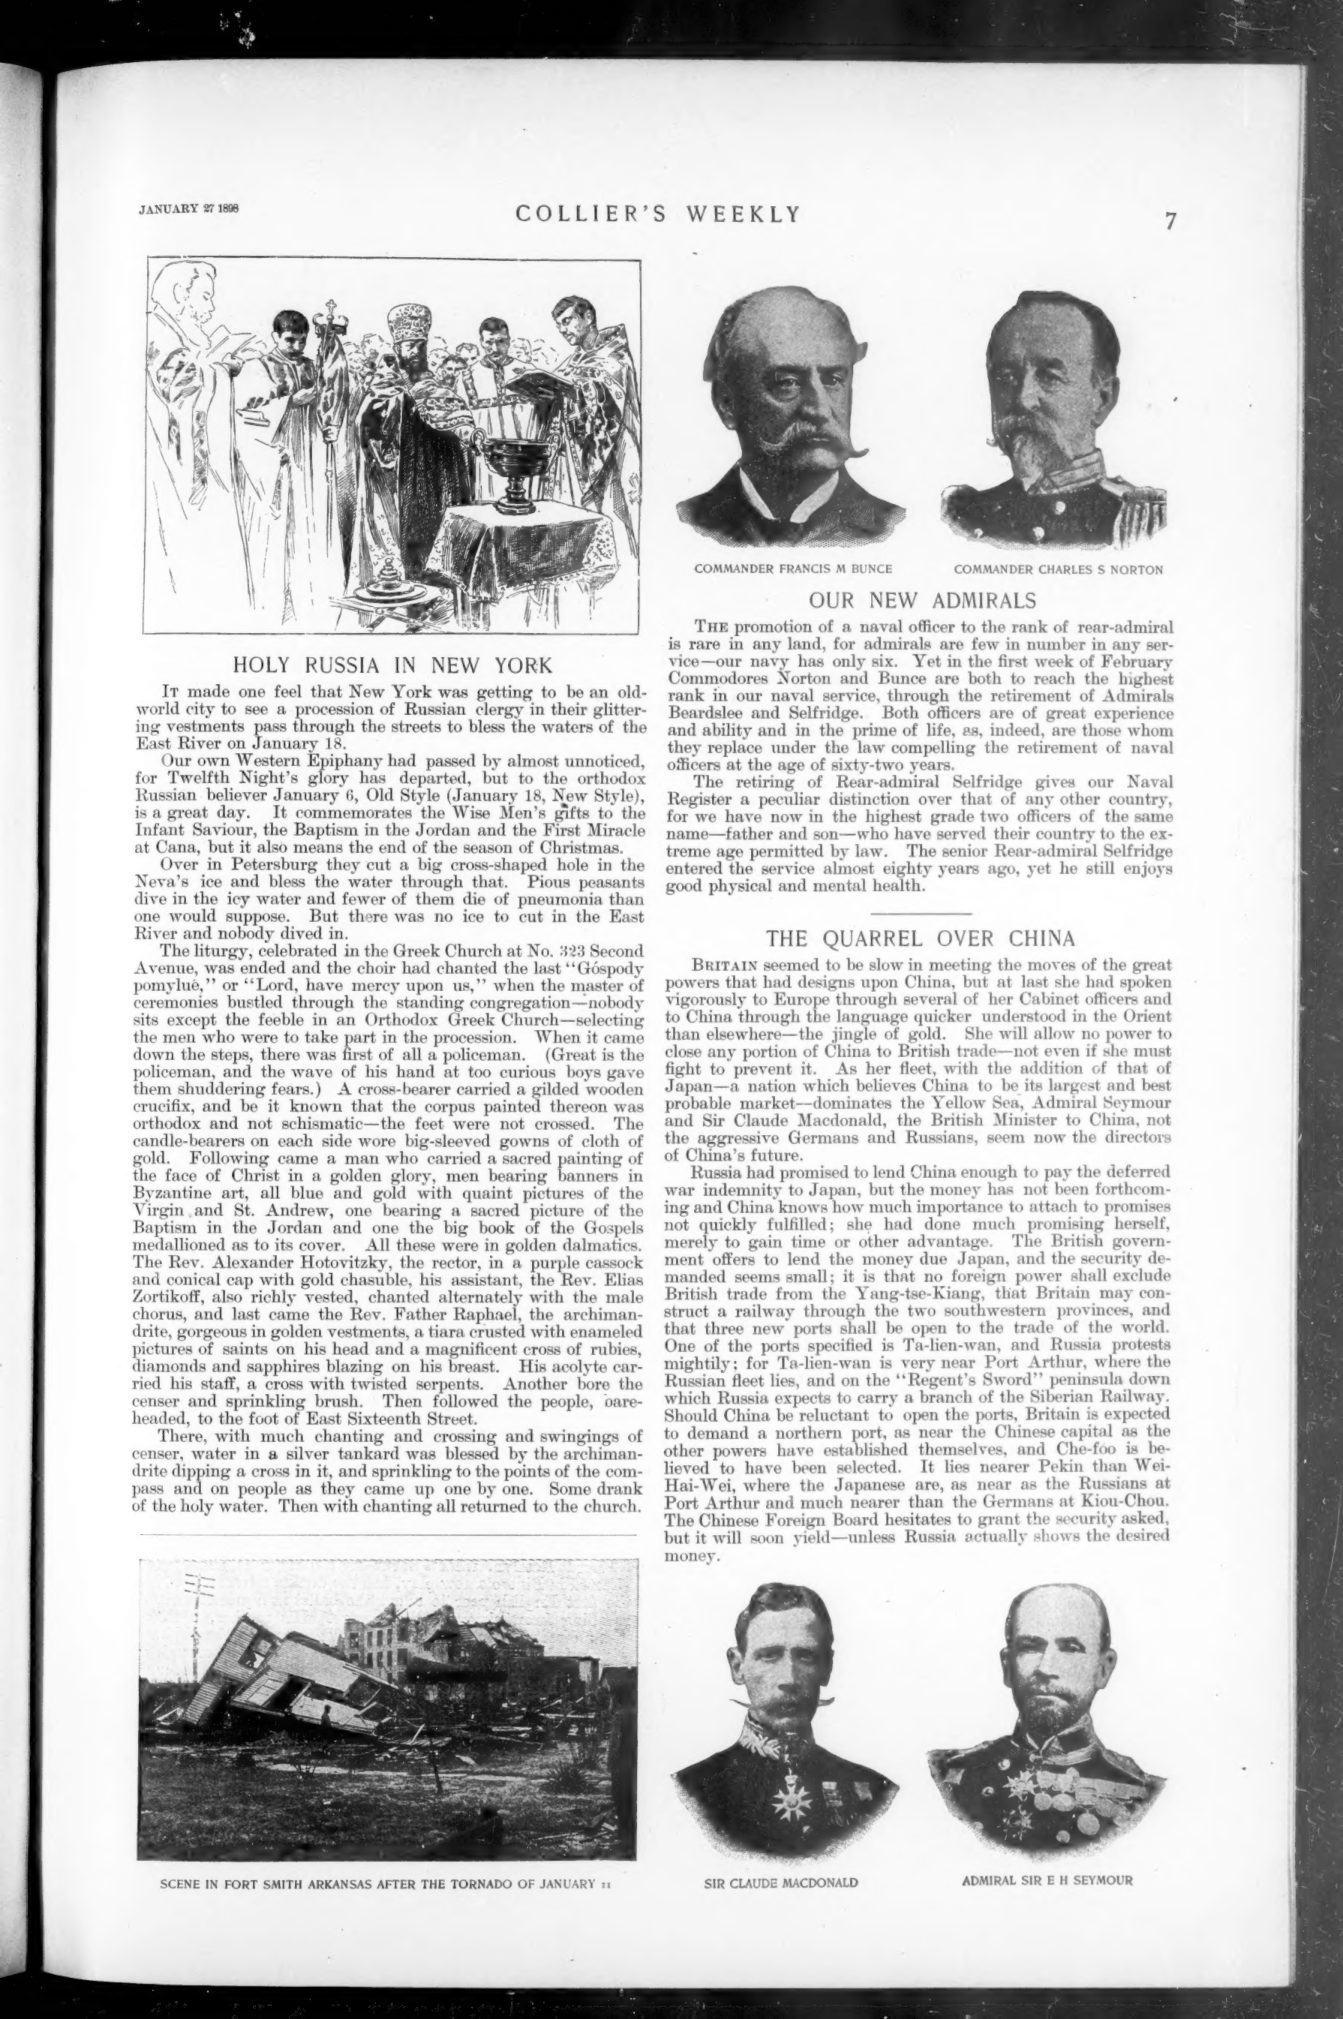 JANUARY 27 1898
COLLIER'S WEEKLY
7
HOLY RUSSIA IN NEW YORK
IT made one feel that New York was getting to be an old-
world city to see a procession of Russian clergy in their glitter-
ing vestments pass through the streets to bless the waters of the
East River on January 18.
Our own Western Epiphany had passed by almost unnoticed,
for Twelfth Night's glory has departed, but to the orthodox
Russian believer January 6, Old Style (January 18, New Style),
is a great day. It commemorates the Wise Men's gifts to the
Infant Saviour, the Baptism in the Jordan and the First Miracle
at Cana, but it also means the end of the season of Christmas.
Over in Petersburg they cut a big cross-shaped hole in the
Neva's ice and bless the water through that. Pious peasants
dive in the icy water and fewer of them die of pneumonia than
one would suppose. But there was no ice to cut in the East
River and nobody dived in.
The liturgy, celebrated in the Greek Church at No. 323 Second
Avenue, was ended and the choir had chanted the last "Góspody
pomyluë," or "Lord, have mercy upon us," when the master of
ceremonies bustled through the standing congregation—nobody
sits except the feeble in an Orthodox Greek Church—selecting
the men who were to take part in the procession. When it came
down the steps, there was first of all a policeman. (Great is the
policeman, and the wave of his hand at too curious boys gave
them shuddering fears.) A cross-bearer carried a gilded wooden
crucifix, and be it known that the corpus painted thereon was
orthodox and not schismatic—the feet were not crossed. The
candle-bearers on each side wore big-sleeved gowns of cloth of
gold. Following came a man who carried a sacred painting of
the face of Christ in a golden glory, men bearing banners in
Byzantine art, all blue and gold with quaint pictures of the
Virgin and St. Andrew, one bearing a sacred picture of the
Baptism in the Jordan and one the big book of the Gospels
medallioned as to its cover. All these were in golden dalmatics.
The Rev. Alexander Hotovitzky, the rector, in a purple cassock
and conical cap with gold chasuble, his assistant, the Rev. Elias
Zortikoff, also richly vested, chanted alternately with the male
chorus, and last came the Rev. Father Raphael, the archiman-
drite, gorgeous in golden vestments, a tiara crusted with enameled
pictures of saints on his head and a magnificent cross of rubies,
diamonds and sapphires blazing on his breast. His acolyte car-
ried his staff, a cross with twisted serpents. Another bore the
censer and sprinkling brush. Then followed the people, bare-
headed, to the foot of East Sixteenth Street.
There, with much chanting and crossing and swingings of
censer, water in a silver tankard was blessed by the archiman-
drite dipping a cross in it, and sprinkling to the points of the com-
pass and on people as they came up one by one. Some drank
of the holy water. Then with chanting all returned to the church.
SCENE IN FORT SMITH ARKANSAS AFTER THE TORNADO OF JANUARY 11
COMMANDER FRANCIS M BUNCE
COMMANDER CHARLES S NORTON
OUR NEW ADMIRALS
THE promotion of a naval officer to the rank of rear-admiral
is rare in any land, for admirals are few in number in any ser-
vice—our navy has only six. Yet in the first week of February
Commodores Norton and Bunce are both to reach the highest
rank in our naval service, through the retirement of Admirals
Beardslee and Selfridge. Both officers are of great experience
and ability and in the prime of life, as, indeed, are those whom
they replace under the law compelling the retirement of naval
officers at the age of sixty-two years.
The retiring of Rear-admiral Selfridge gives our Naval
Register a peculiar distinction over that of any other country,
for we have now in the highest grade two officers of the same
name—father and son—who have served their country to the ex-
treme age permitted by law. The senior Rear-admiral Selfridge
entered the service almost eighty years ago, yet he still enjoys
good physical and mental health.
THE QUARREL OVER CHINA
BRITAIN seemed to be slow in meeting the moves of the great
powers that had designs upon China, but at last she had spoken
vigorously to Europe through several of her Cabinet officers and
to China through the language quicker understood in the Orient
than elsewhere—the jingle of gold. She will allow no power to
close any portion of China to British trade—not even if she must
fight to prevent it. As her fleet, with the addition of that of
Japan—a nation which believes China to be its largest and best
probable market—dominates the Yellow Sea, Admiral Seymour
and Sir Claude Macdonald, the British Minister to China, not
the aggressive Germans and Russians, seem now the directors
of China's future.
Russia had promised to lend China enough to pay the deferred
war indemnity to Japan, but the money has not been forthcom-
ing and China knows how much importance to attach to promises
not quickly fulfilled; she had done much promising herself,
merely to gain time or other advantage. The British govern-
ment offers to lend the money due Japan, and the security de-
manded seems small; it is that no foreign power shall exclude
British trade from the Yang-tse-Kiang, that Britain may con-
struct a railway through the two southwestern provinces, and
that three new ports shall be open to the trade of the world.
One of the ports specified is Ta-lien-wan, and Russia protests
mightily; for Ta-lien-wan is very near Port Arthur, where the
Russian fleet lies, and on the "Regent's Sword" peninsula down
which Russia expects to carry a branch of the Siberian Railway.
Should China be reluctant to open the ports, Britain is expected
to demand a northern port, as near the Chinese capital as the
other powers have established themselves, and Che-foo is be-
lieved to have been selected. It lies nearer Pekin than Wei-
Hai-Wei, where the Japanese are, as near as the Russians at
Port Arthur and much nearer than the Germans at Kiou-Chou.
The Chinese Foreign Board hesitates to grant the security asked,
but it will soon yield—unless Russia actually shows the desired
money.
SIR CLAUDE MACDONALD
ADMIRAL SIR E H SEYMOUR